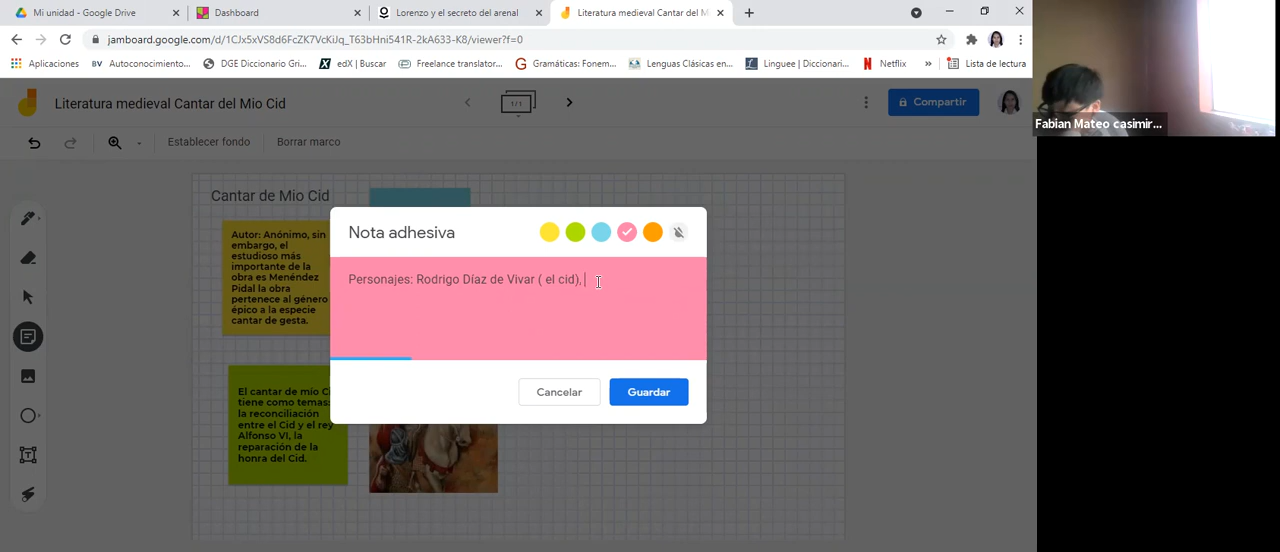 Mi unidad - Google Drive
Dashboard
Lorenzo y el secreto del arenal
Literatura medieval Cantar del M
jamboard.google.com/d/1CJx5xVS8d6FcZK7VcKiJq_T63bHni541R-2kA633-K8/viewer?f=0
Aplicaciones
BV Autoconocimiento...
DGE Diccionario Gri...
edX | Buscar
Freelance translator...
Gramáticas: Fonem...
Lenguas Clásicas en...
Linguee | Diccionari...
Netflix
»
Lista de lectura
Literatura medieval Cantar del Mio Cid
1/1
Compartir
Establecer fondo
Borrar marco
Cantar de Mio Cid
Autor: Anónimo, sin
embargo, el
estudioso más
importante de la
obra es Menéndez
Pidal la obra
pertenece al género
épico a la especie
cantar de gesta.
El cantar de mío Ci
tiene como temas:
la reconciliación
entre el Cid y el rey
Alfonso VI, la
reparación de la
honra del Cid.
Nota adhesiva
Personajes: Rodrigo Díaz de Vivar ( el cid),
Cancelar
Guardar
Fabian Mateo casimir...